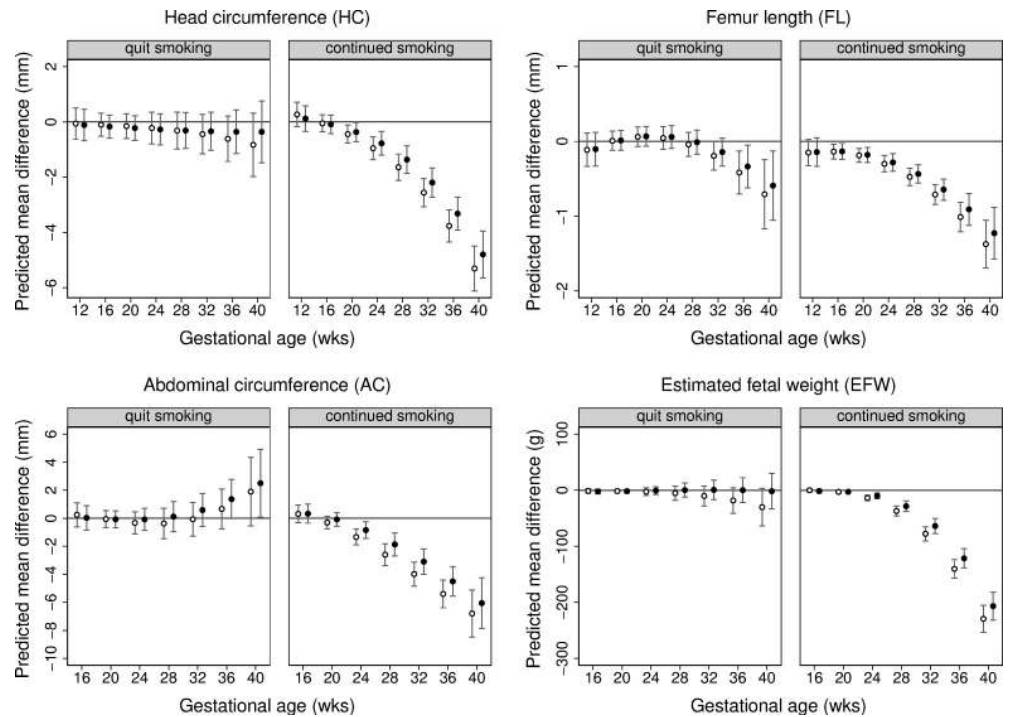 Head circumference (HC)
quit smoking
continued smoking
Predicted mean difference (mm)
2
0
−2
−4
−6
12 16 20 24 28 32 36 40
12 16 20 24 28 32 36 40
Gestational age (wks)
Femur length (FL)
quit smoking
continued smoking
Predicted mean difference (mm)
1
0
−1
−2
12 16 20 24 28 32 36 40
12 16 20 24 28 32 36 40
Gestational age (wks)
Abdominal circumference (AC)
quit smoking
continued smoking
Predicted mean difference (mm)
6
4
2
0
−2
−4
−6
−8
−10
16 20 24 28 32 36 40
16 20 24 28 32 36 40
Gestational age (wks)
Estimated fetal weight (EFW)
quit smoking
continued smoking
Predicted mean difference (g)
100
0
−100
−200
−300
16 20 24 28 32 36 40
16 20 24 28 32 36 40
Gestational age (wks)